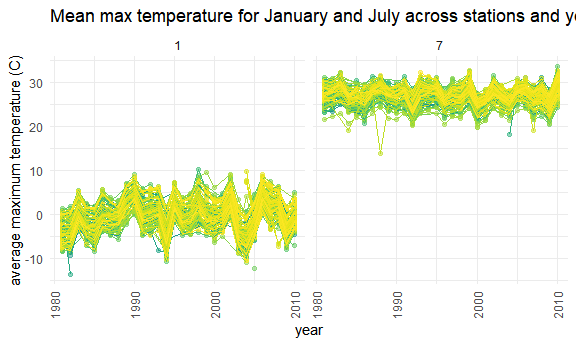 Mean max temperature for January and July across stations and
1 7
average maximum temperature (C)
30
20
10
0
-10
1980 1990 2000 2010 1980 1990 2000 2010
year